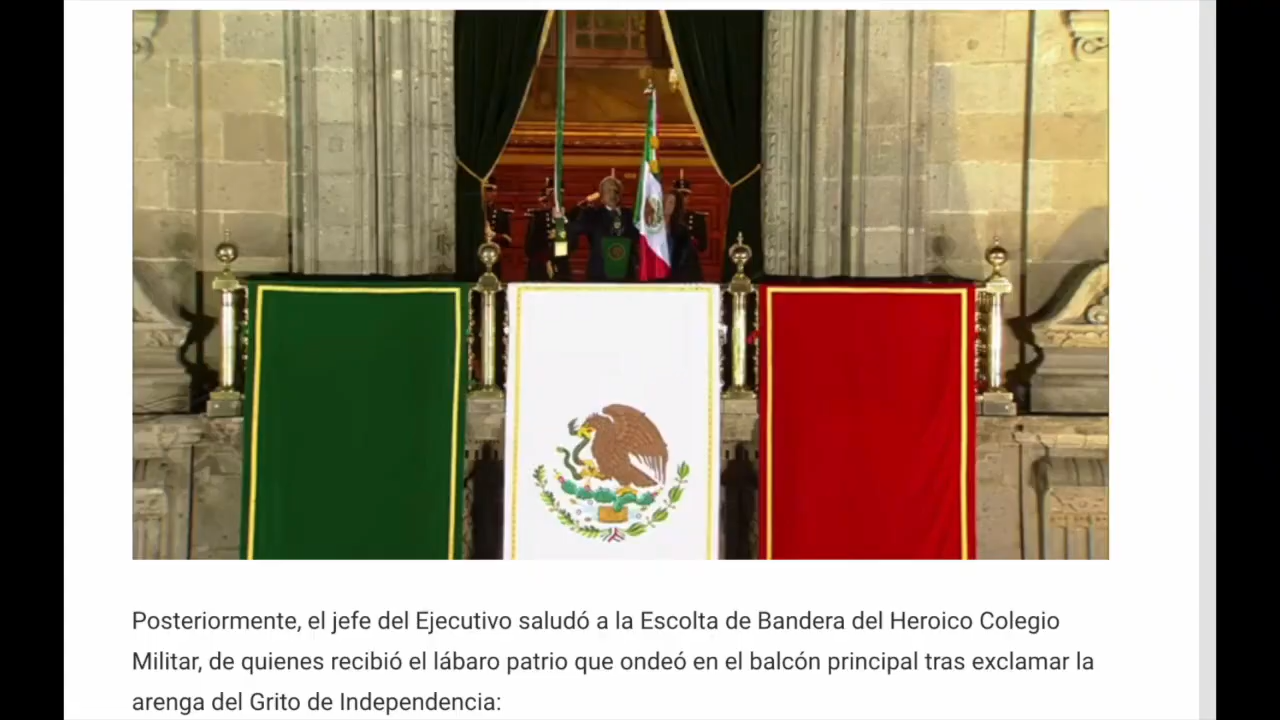 Posteriormente, el jefe del Ejecutivo saludó a la Escolta de Bandera del Heroico Colegio
Militar, de quienes recibió el lábaro patrio que ondeó en el balcón principal tras exclamar la
arenga del Grito de Independencia: